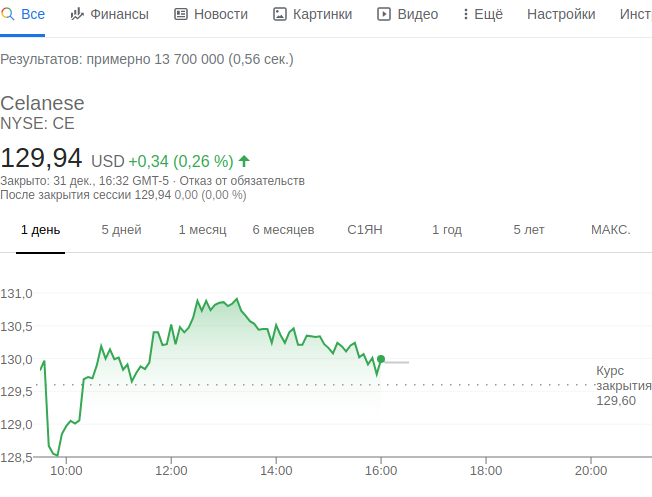 Все Финансы Новости Картинки Видео Ещё Настройки Инст
Результатов: примерно 13 700 000 (0,56 сек.)
Celanese
NYSE: CE
129,94 USD +0,34 (0,26 %)
Закрыто: 31 дек., 16:32 GMT-5 · Отказ от обязательств
После закрытия сессии 129,94 0,00 (0,00 %)
1 день 5 дней 1 месяц 6 месяцев С1ЯН 1 год 5 лет МАКС.
131,0
130,5
130,0
129,5
129,0
128,5
Курс
закрытия
129,60
10:00 12:00 14:00 16:00 18:00 20:00